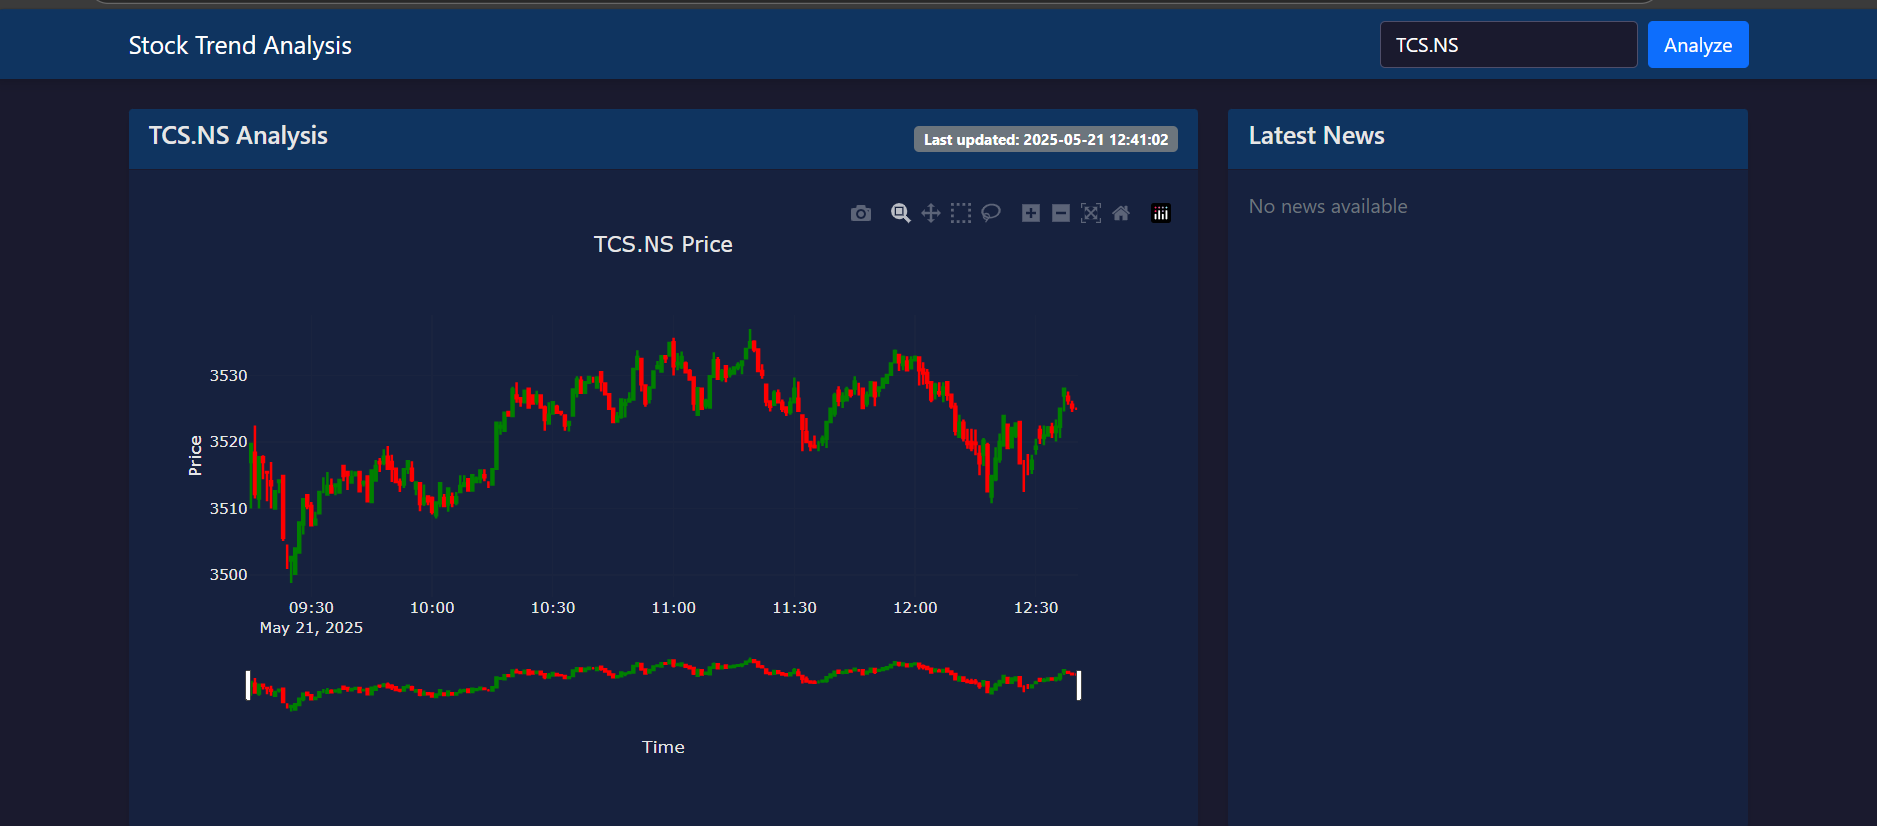 Stock Trend Analysis
TCS.NS
Analyze
TCS.NS Analysis
Last updated: 2025-05-21 12:41:02
Latest News
No news available
TCS.NS Price
Price
3530
3520
3510
3500
09:30 10:00 10:30 11:00 11:30 12:00 12:30
May 21, 2025
Time